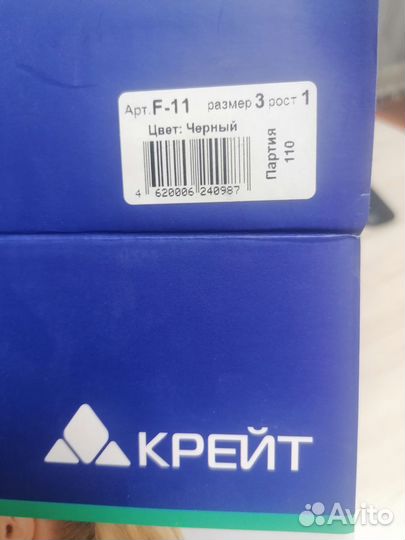 Арт. F-11 размер 3 рост 1
Цвет: Черный
Партия
110
4 620006 240987
КРЕЙТ
Avito